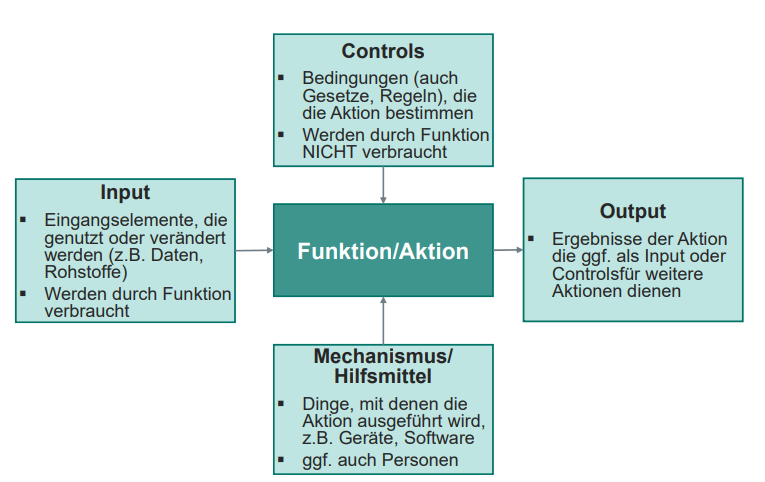 Controls
▪ Bedingungen (auch
Gesetze, Regeln), die
die Aktion bestimmen
▪ Werden durch Funktion
NICHT verbraucht
Input
▪ Eingangselemente, die
genutzt oder verändert
werden (z.B. Daten,
Rohstoffe)
▪ Werden durch Funktion
verbraucht
Funktion/Aktion
Output
▪ Ergebnisse der Aktion
die ggf. als Input oder
Controlsfür weitere
Aktionen dienen
Mechanismus/
Hilfsmittel
▪ Dinge, mit denen die
Aktion ausgeführt wird,
z.B. Geräte, Software
▪ ggf. auch Personen